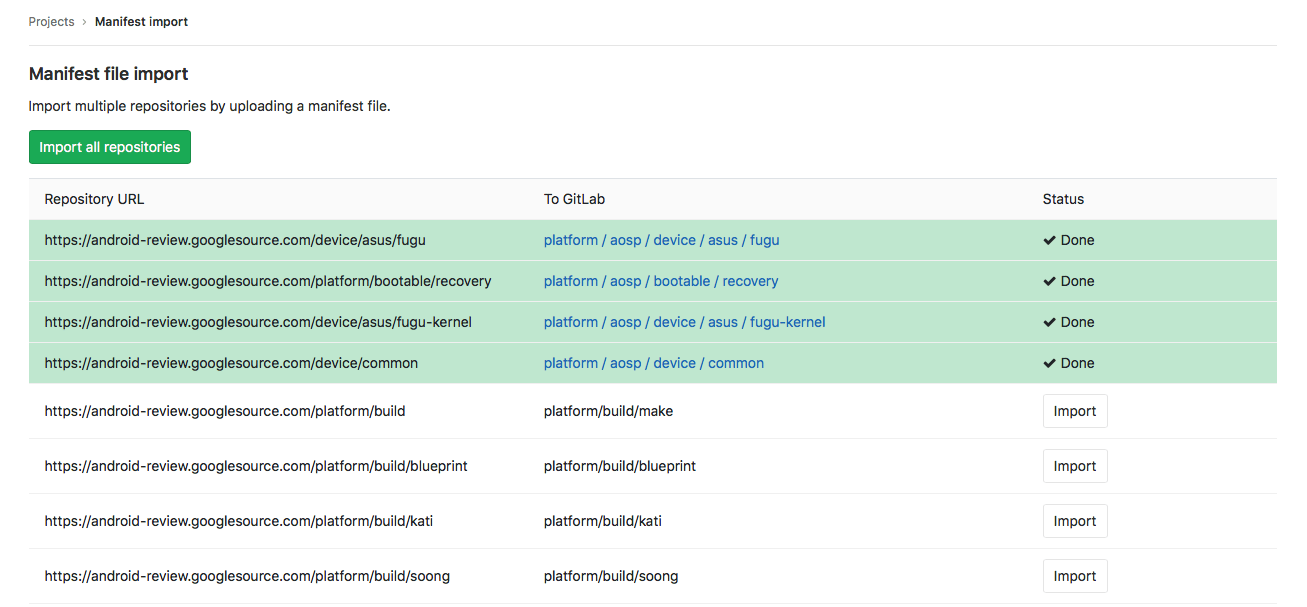 Projects > Manifest import
Manifest file import
Import multiple repositories by uploading a manifest file.
Import all repositories
Repository URL To GitLab Status
https://android-review.googlesource.com/device/asus/fugu platform / aosp / device / asus / fugu ✔ Done
https://android-review.googlesource.com/platform/bootable/recovery platform / aosp / bootable / recovery ✔ Done
https://android-review.googlesource.com/device/asus/fugu-kernel platform / aosp / device / asus / fugu-kernel ✔ Done
https://android-review.googlesource.com/device/common platform / aosp / device / common ✔ Done
https://android-review.googlesource.com/platform/build platform/build/make Import
https://android-review.googlesource.com/platform/build/blueprint platform/build/blueprint Import
https://android-review.googlesource.com/platform/build/kati platform/build/kati Import
https://android-review.googlesource.com/platform/build/soong platform/build/soong Import